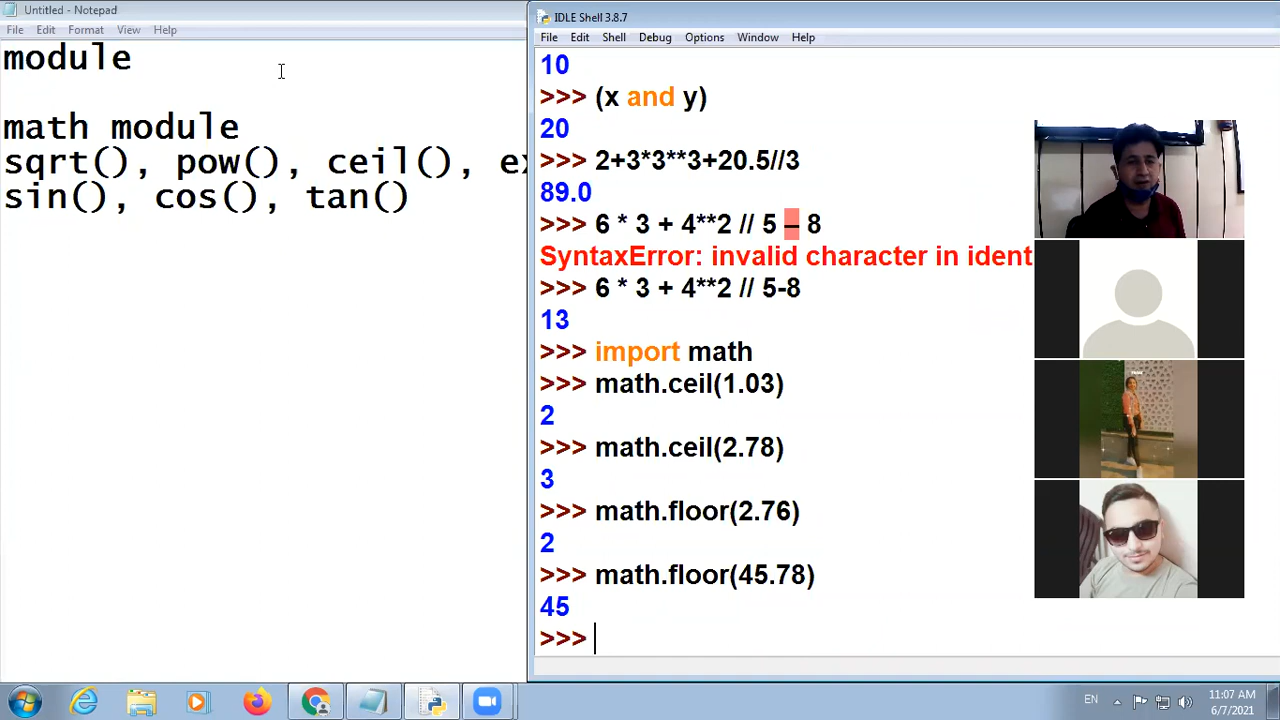 Untitled - Notepad
File Edit Format View Help
module
math module
sqrt(), pow(), ceil(), ex
sin(), cos(), tan()
IDLE Shell 3.8.7
File Edit Shell Debug Options Window Help
10
>>> (x and y)
20
>>> 2+3*3**3+20.5//3
89.0
>>> 6 * 3 + 4**2 // 5 – 8
SyntaxError: invalid character in ident
>>> 6 * 3 + 4**2 // 5-8
13
>>> import math
>>> math.ceil(1.03)
2
>>> math.ceil(2.78)
3
>>> math.floor(2.76)
2
>>> math.floor(45.78)
45
>>>
EN
11:07 AM
6/7/2021